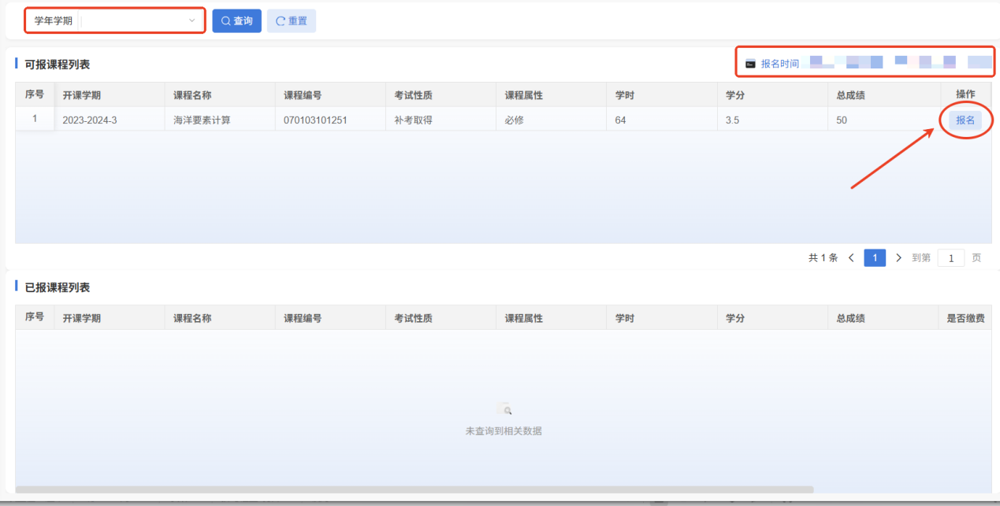 学年学期 查询 重置
可报课程列表 报名时间
序号 开课学期 课程名称 课程编号 考试性质 课程属性 学时 学分 总成绩 操作
1 2023-2024-3 海洋要素计算 070103101251 补考取得 必修 64 3.5 50 报名
共 1 条 1 到第 1 页
已报课程列表
序号 开课学期 课程名称 课程编号 考试性质 课程属性 学时 学分 总成绩 是否缴费
未查询到相关数据